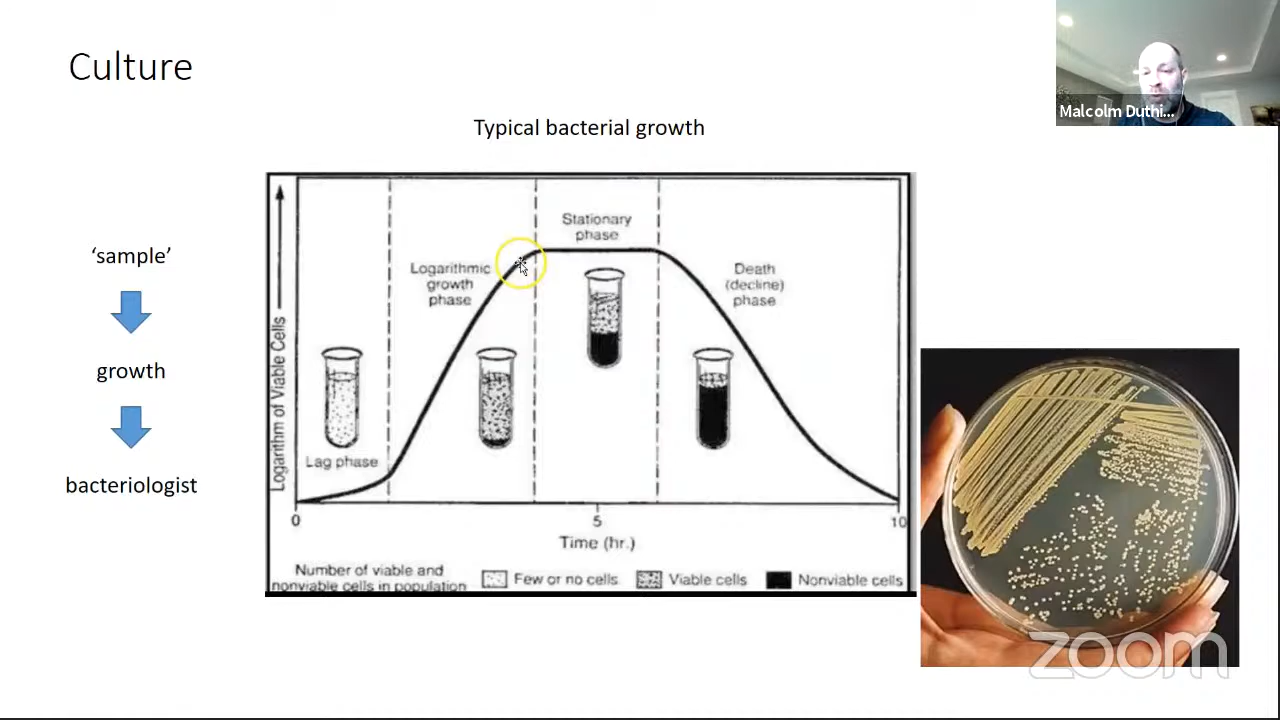 Culture
Malcolm Duthi...
Typical bacterial growth
‘sample’
growth
bacteriologist
Logarithm of Viable Cells
Lag phase
Logarithmic
growth
phase
Stationary
phase
Death
(decline)
phase
0
5
10
Time (hr.)
Number of viable and
nonviable cells in population
Few or no cells
Viable cells
Nonviable cells
zoom